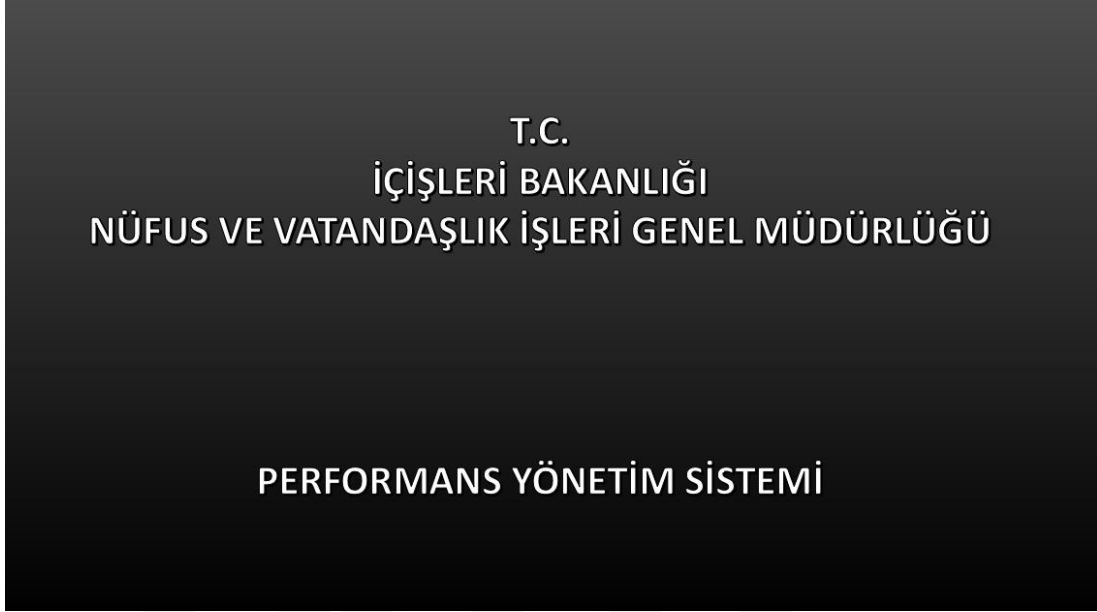 T.C.
İÇİŞLERİ BAKANLIĞI
NÜFUS VE VATANDAŞLIK İŞLERİ GENEL MÜDÜRLÜĞÜ
PERFORMANS YÖNETİM SİSTEMİ